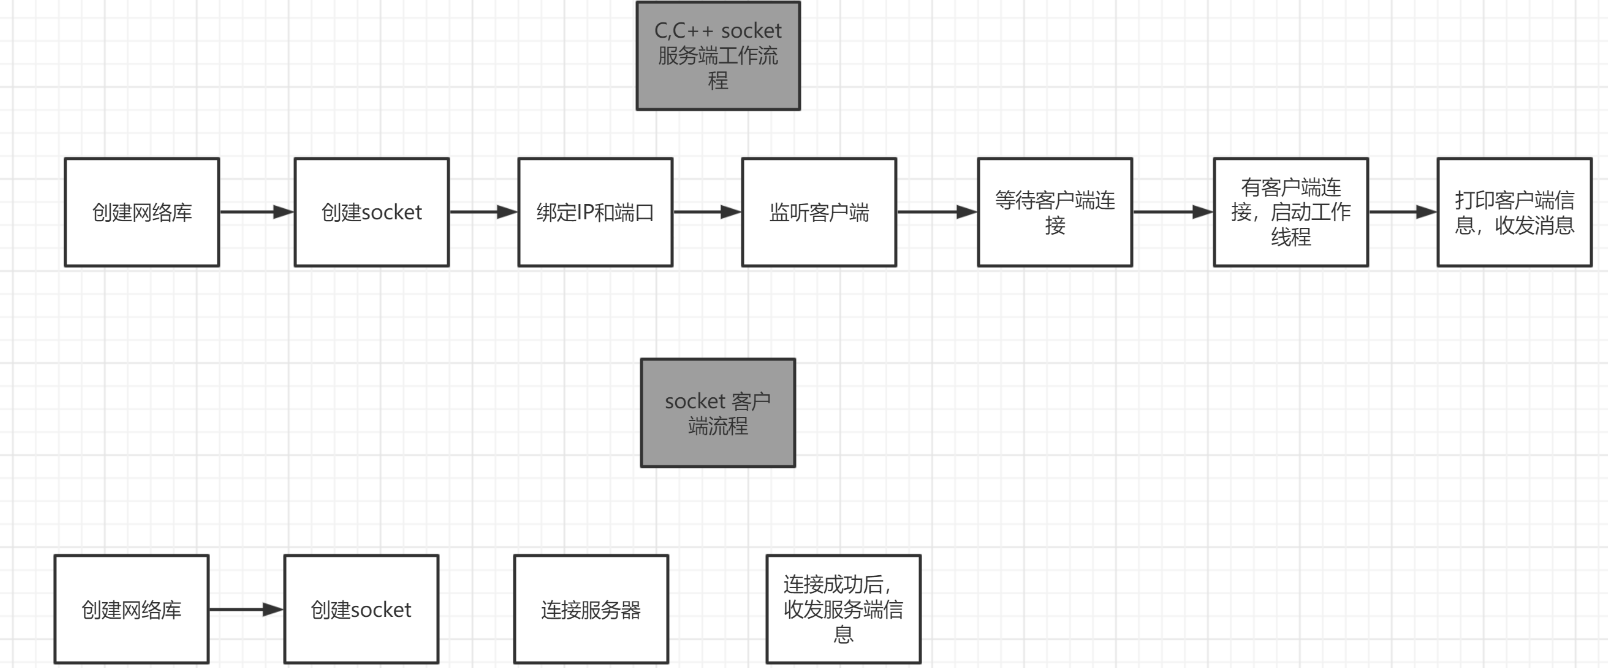 C,C++ socket
服务端工作流
程
创建网络库
创建socket
绑定IP和端口
监听客户端
等待客户端连
接
有客户端连
接，启动工作
线程
打印客户端信
息，收发消息
socket 客户
端流程
创建网络库
创建socket
连接服务器
连接成功后，
收发服务端信
息